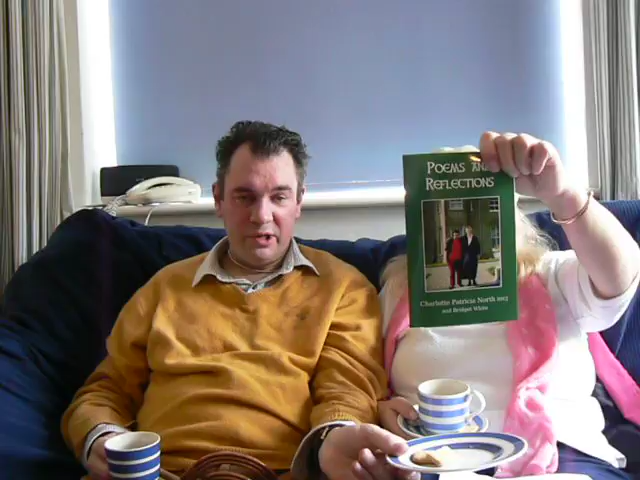 POEMS AND
REFLECTIONS
Charlotte Patricia North
and Bridget White